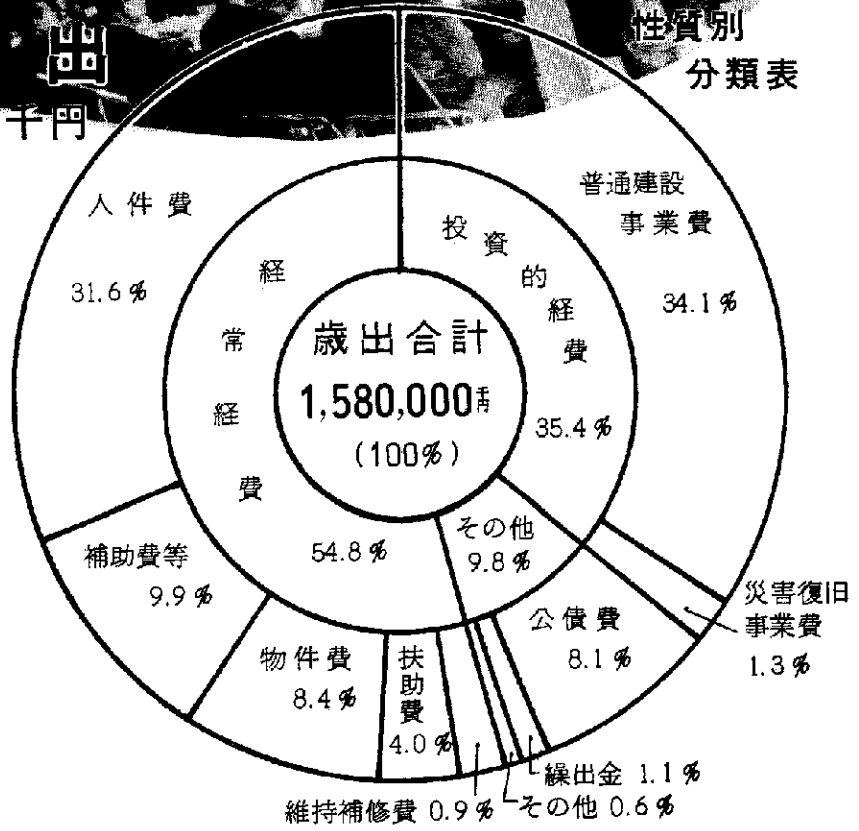 出
千円
性質別
分類表
人件費
31.6%
普通建設
事業費
34.1%
経常経費
54.8%
投資的経費
35.4%
歳出合計
1,580,000千円
(100%)
その他
9.8%
補助費等
9.9%
物件費
8.4%
扶助費
4.0%
公債費
8.1%
災害復旧
事業費
1.3%
繰出金 1.1%
維持補修費 0.9%
その他 0.6%